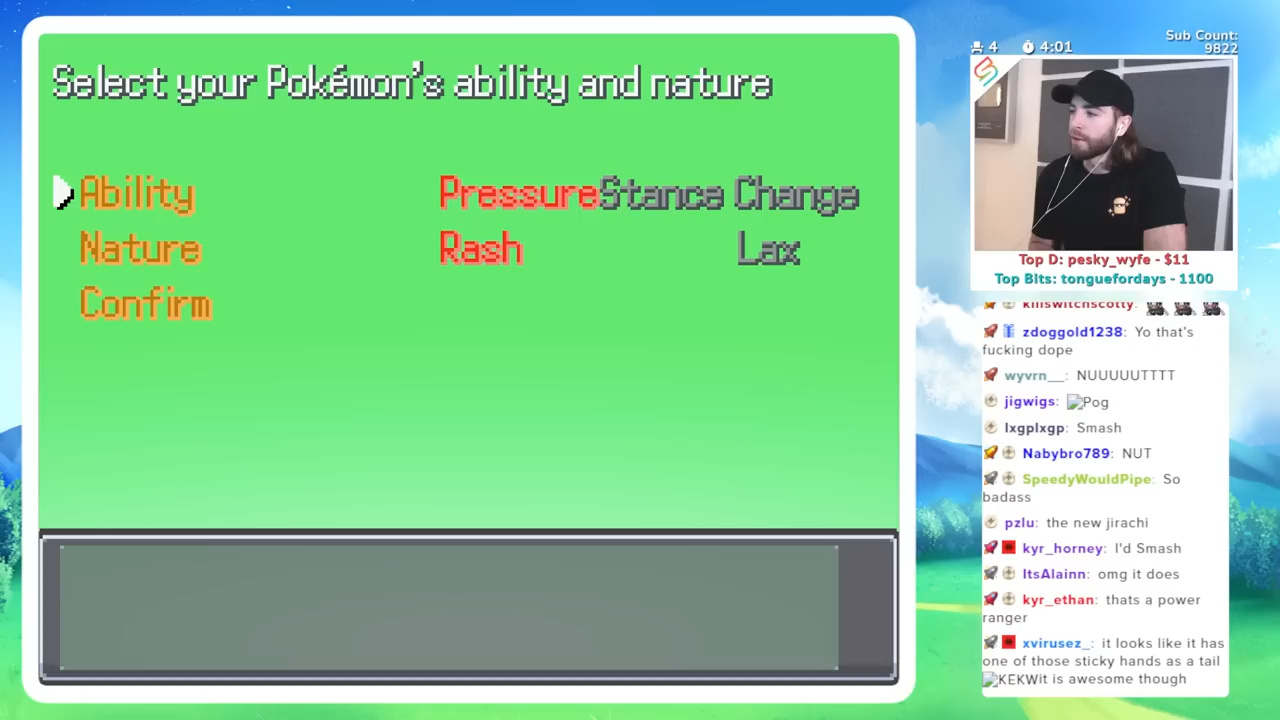 Select your Pokémon's ability and nature
Ability Pressure Stance Change
Nature Rash Lax
Confirm
4 4:01
Sub Count:
9822
Top D: pesky_wyfe - $11
Top Bits: tonguefordays - 1100
killswitchscotty:
zdoggold1238: Yo that's
fucking dope
wyvrn__: NUUUUUTTTT
jigwigs: Pog
lxgplxgp: Smash
Nabybro789: NUT
SpeedyWouldPipe: So
badass
pzlu: the new jirachi
kyr_horney: I'd Smash
ItsAlainn: omg it does
kyr_ethan: thats a power
ranger
xvirusez_: it looks like it has
one of those sticky hands as a tail
KEKWit is awesome though